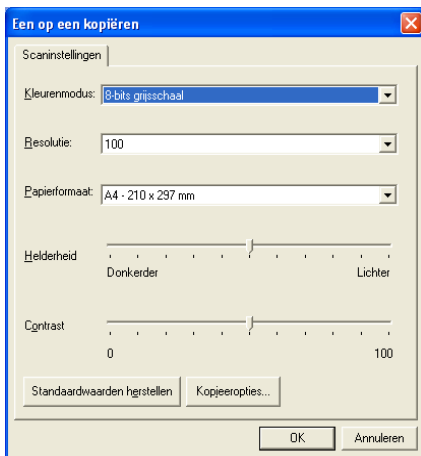 Een op een kopiëren
Scaninstellingen
Kleurenmodus: 8-bits grijsschaal
Resolutie: 100
Papierformaat: A4 - 210 x 297 mm
Helderheid
Donkerder Lichter
Contrast
0 100
Standaardwaarden herstellen Kopjeeropties...
OK Annuleren